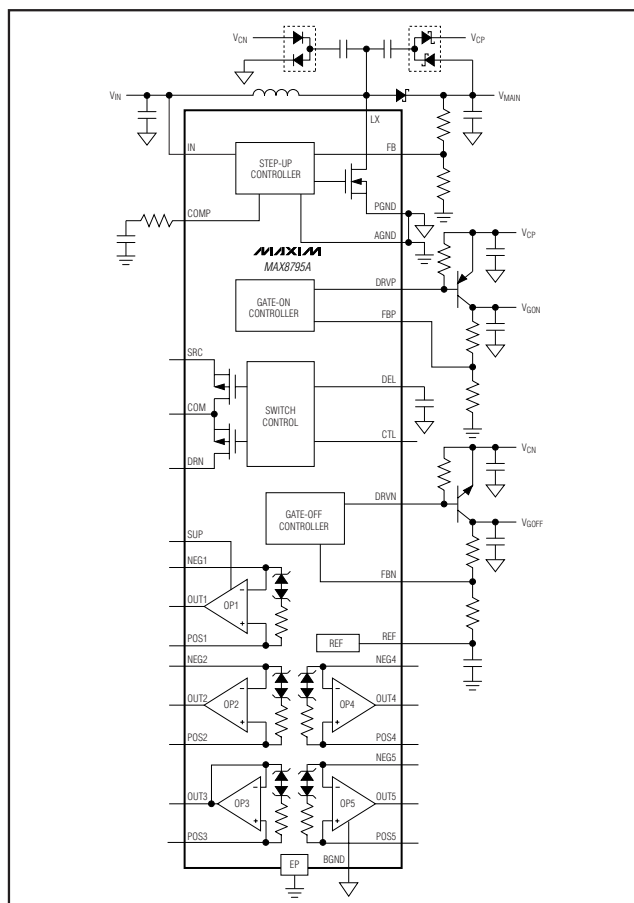 VCN
VCP
VIN
VMAIN
LX
IN
FB
STEP-UP
CONTROLLER
COMP
PGND
AGND
MAXIM
MAX8795A
VCP
DRVP
GATE-ON
CONTROLLER
FBP
VGON
SRC
DEL
COM
SWITCH
CONTROL
CTL
DRN
VCN
DRVN
GATE-OFF
CONTROLLER
VGOFF
SUP
NEG1
FBN
OUT1
OP1
POS1
REF
REF
NEG2
NEG4
OUT2
OP2
OP4
OUT4
POS2
POS4
NEG5
OUT3
OP3
OP5
OUT5
POS3
POS5
EP
BGND